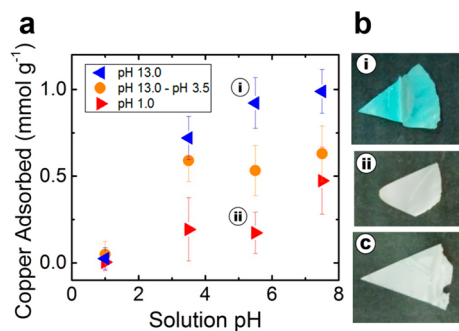 a
Copper Adsorbed (mmol g⁻¹)
1.0
0.5
0.0
pH 13.0
pH 13.0 - pH 3.5
pH 1.0
i
ii
0 2 4 6 8
Solution pH
b
i
ii
c